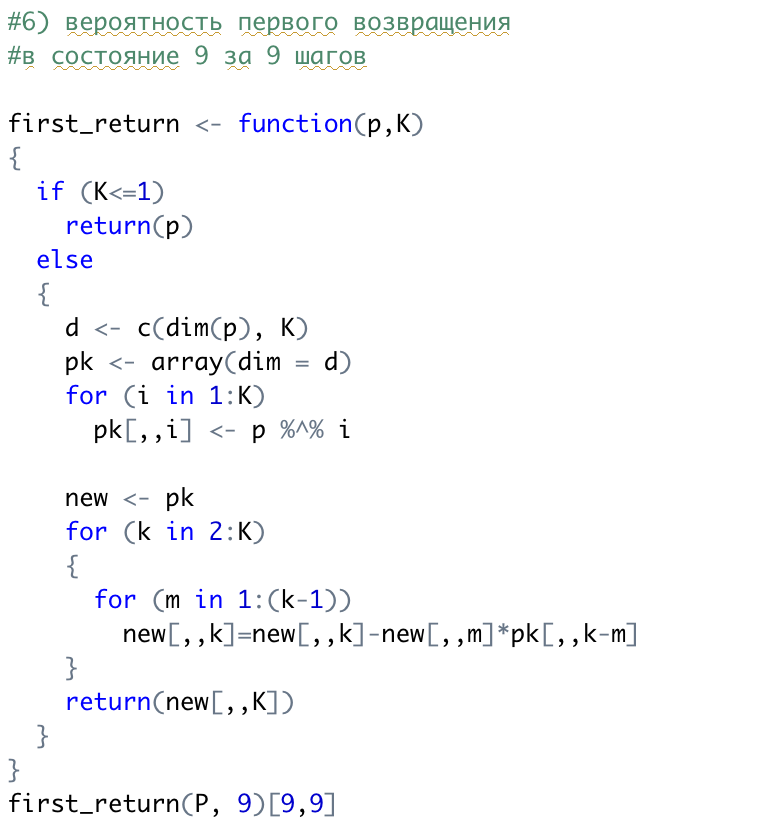 #6) вероятность первого возвращения
#в состояние 9 за 9 шагов
first_return <- function(p,K)
{
  if (K<=1)
    return(p)
  else
  {
    d <- c(dim(p), K)
    pk <- array(dim = d)
    for (i in 1:K)
      pk[,,i] <- p %^% i
    new <- pk
    for (k in 2:K)
    {
      for (m in 1:(k-1))
        new[,,k]=new[,,k]-new[,,m]*pk[,,k-m]
    }
    return(new[,,K])
  }
}
first_return(P, 9)[9,9]